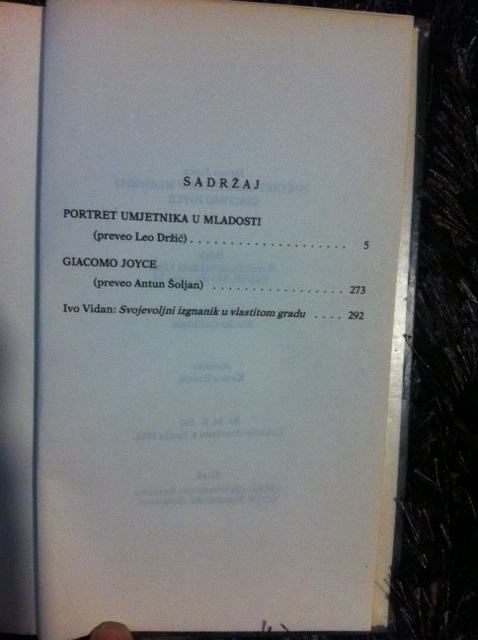 SADRŽAJ
PORTRET UMJETNIKA U MLADOSTI
(preveo Leo Držić) . . . . . . . . . . . . . . . . . . . 5
GIACOMO JOYCE
(preveo Antun Šoljan) . . . . . . . . . . . . . . . . 273
Ivo Vidan: Svojevoljni izgnanik u vlastitom gradu . . . . 292